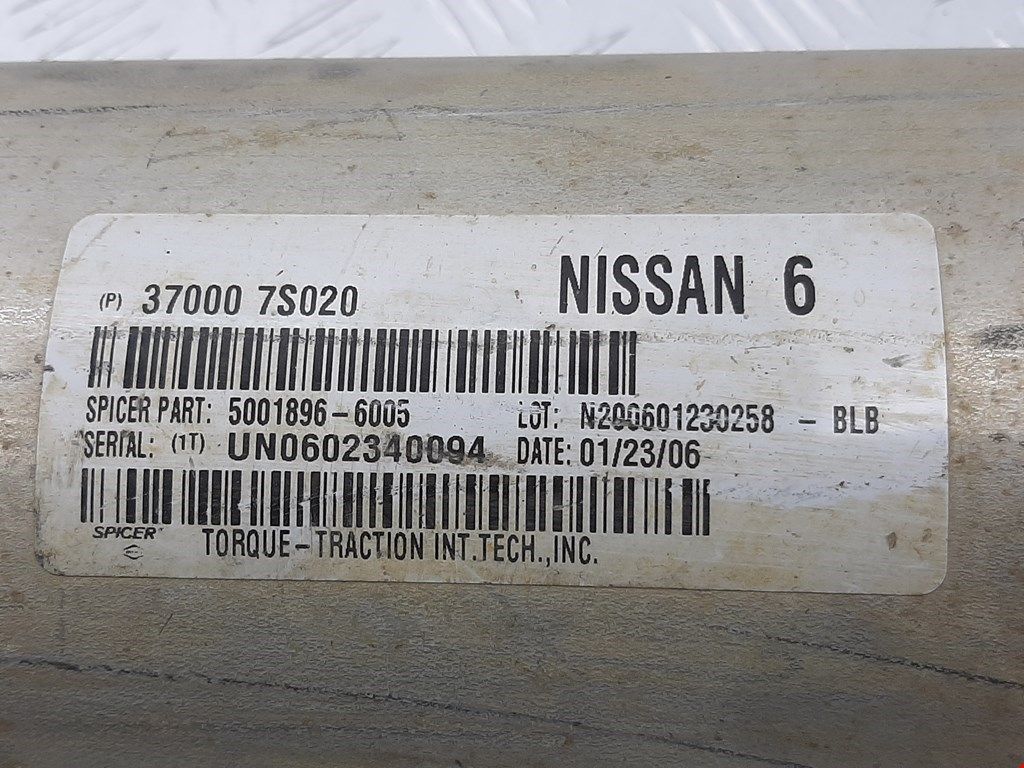 (P) 37000 7S020 NISSAN 6
SPICER PART: 5001896-6005 LOT: N200601230258 - BLB
SERIAL: (1T) UN0602340094 DATE: 01/23/06
SPICER
TORQUE-TRACTION INT.TECH.,INC.